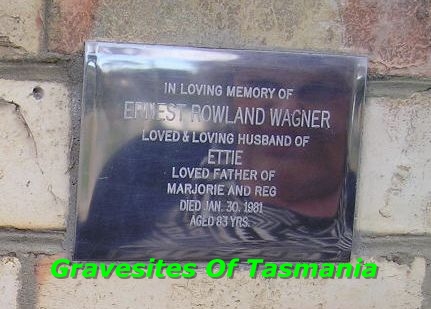 IN LOVING MEMORY OF
ERNEST ROWLAND WAGNER
LOVED & LOVING HUSBAND OF
ETTIE
LOVED FATHER OF
MARJORIE AND REG
DIED JAN. 30. 1981
AGED 83 YRS.
Gravesites Of Tasmania